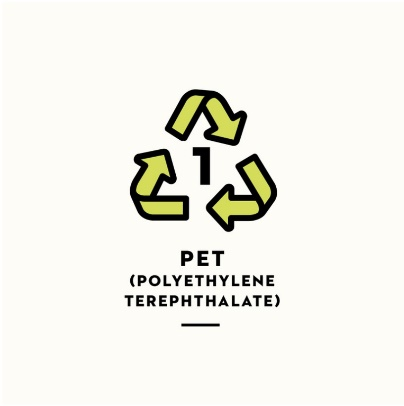 1
PET
(POLYETHYLENE
TEREPHTHALATE)